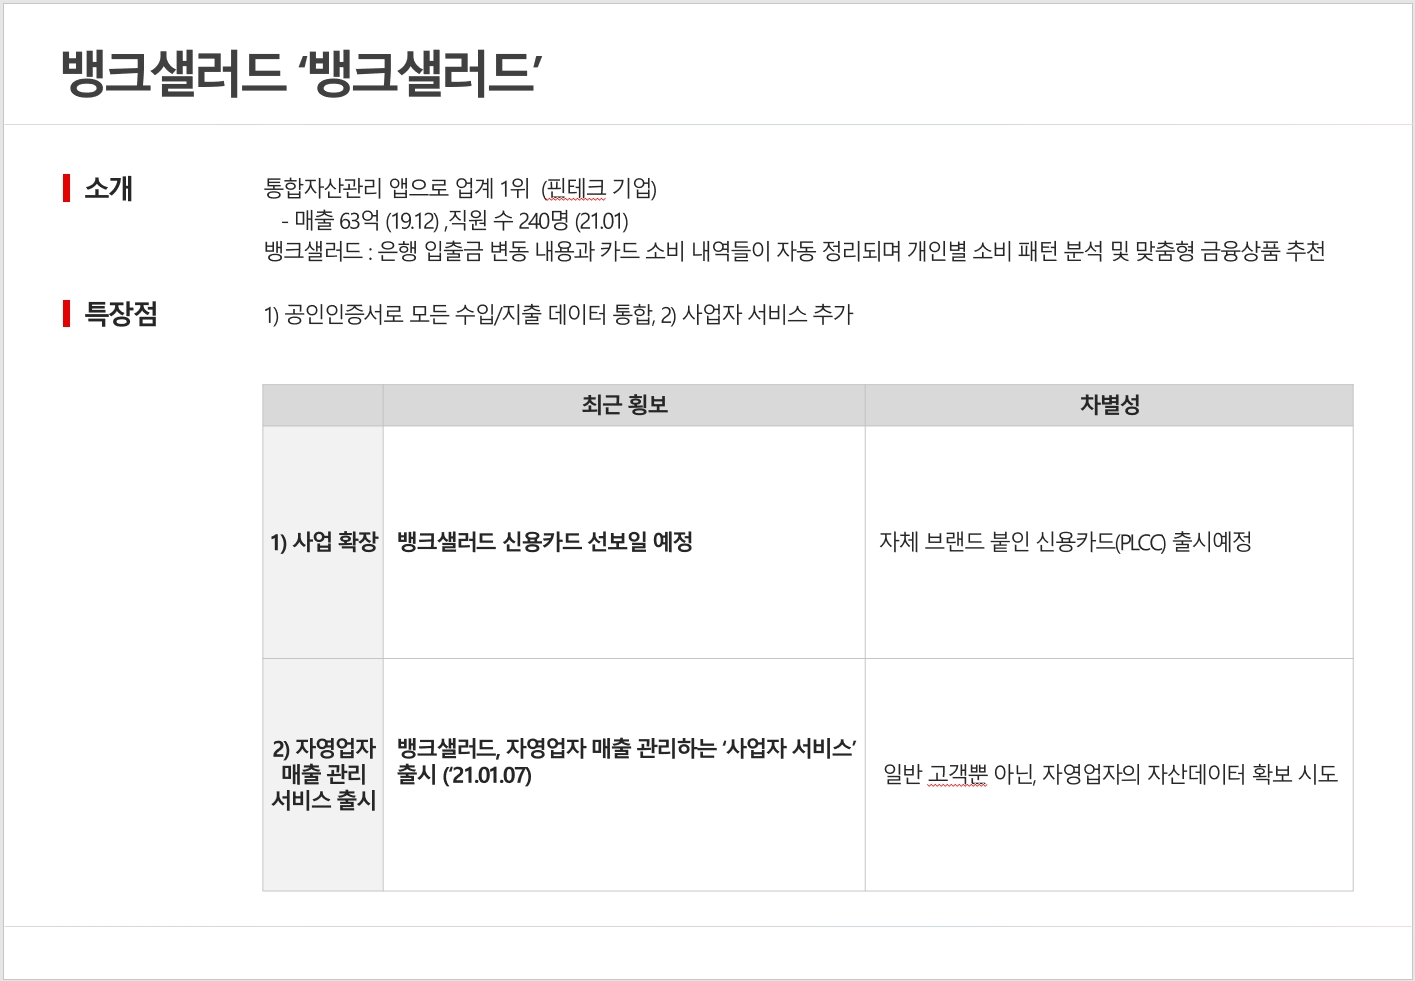 뱅크샐러드 ‘뱅크샐러드’
소개
통합자산관리 앱으로 업계 1위 (핀테크 기업)
- 매출 63억 (19.12) ,직원 수 240명 (21.01)
뱅크샐러드 : 은행 입출금 변동 내용과 카드 소비 내역들이 자동 정리되며 개인별 소비 패턴 분석 및 맞춤형 금융상품 추천
특장점
1) 공인인증서로 모든 수입/지출 데이터 통합, 2) 사업자 서비스 추가
최근 횡보
차별성
1) 사업 확장
뱅크샐러드 신용카드 선보일 예정
자체 브랜드 붙인 신용카드(PLCC) 출시예정
2) 자영업자
매출 관리
서비스 출시
뱅크샐러드, 자영업자 매출 관리하는 ‘사업자 서비스’
출시 (‘21.01.07)
일반 고객뿐 아닌, 자영업자의 자산데이터 확보 시도